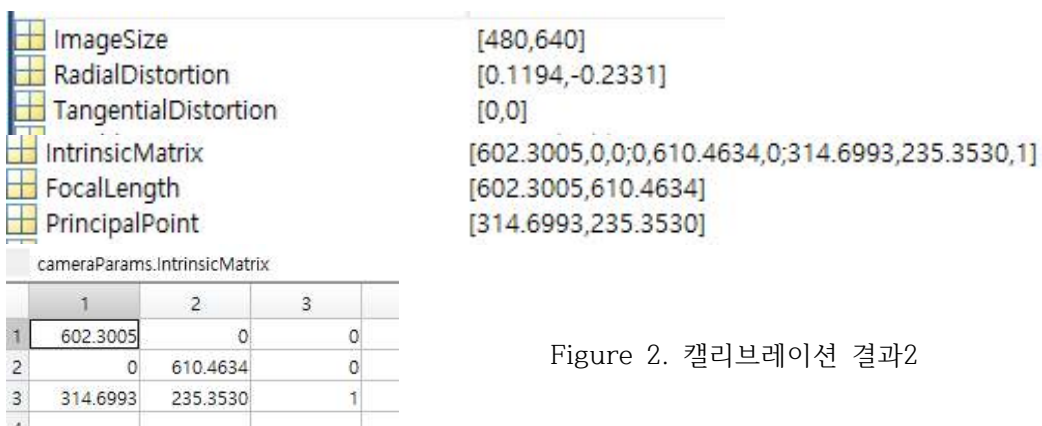 ImageSize [480,640]
RadialDistortion [0.1194,-0.2331]
TangentialDistortion [0,0]
IntrinsicMatrix [602.3005,0,0;0,610.4634,0;314.6993,235.3530,1]
FocalLength [602.3005,610.4634]
PrincipalPoint [314.6993,235.3530]
cameraParams.IntrinsicMatrix
1 2 3
1 602.3005 0 0
2 0 610.4634 0
3 314.6993 235.3530 1
Figure 2. 캘리브레이션 결과2